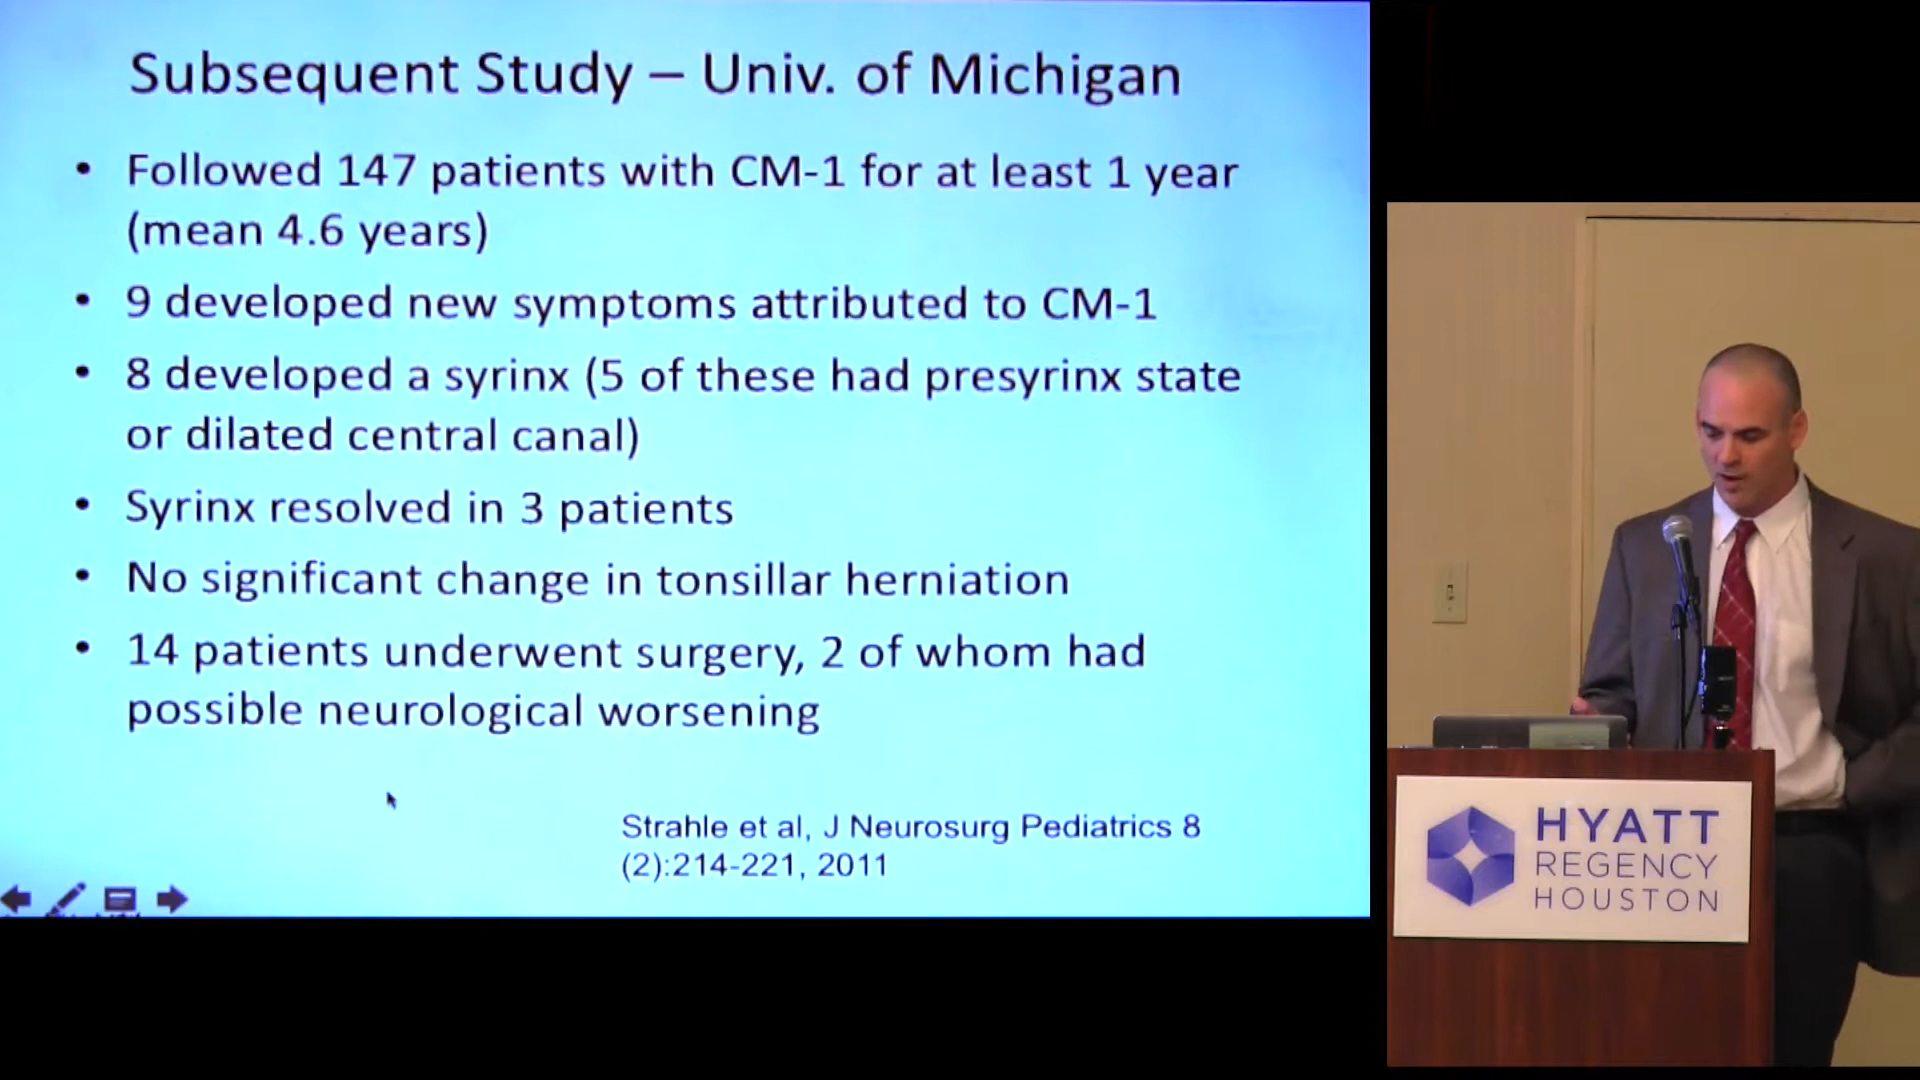 Subsequent Study – Univ. of Michigan
• Followed 147 patients with CM-1 for at least 1 year
(mean 4.6 years)
• 9 developed new symptoms attributed to CM-1
• 8 developed a syrinx (5 of these had presyrinx state
or dilated central canal)
• Syrinx resolved in 3 patients
• No significant change in tonsillar herniation
• 14 patients underwent surgery, 2 of whom had
possible neurological worsening
Strahle et al, J Neurosurg Pediatrics 8
(2):214-221, 2011
HYATT
REGENCY
HOUSTON